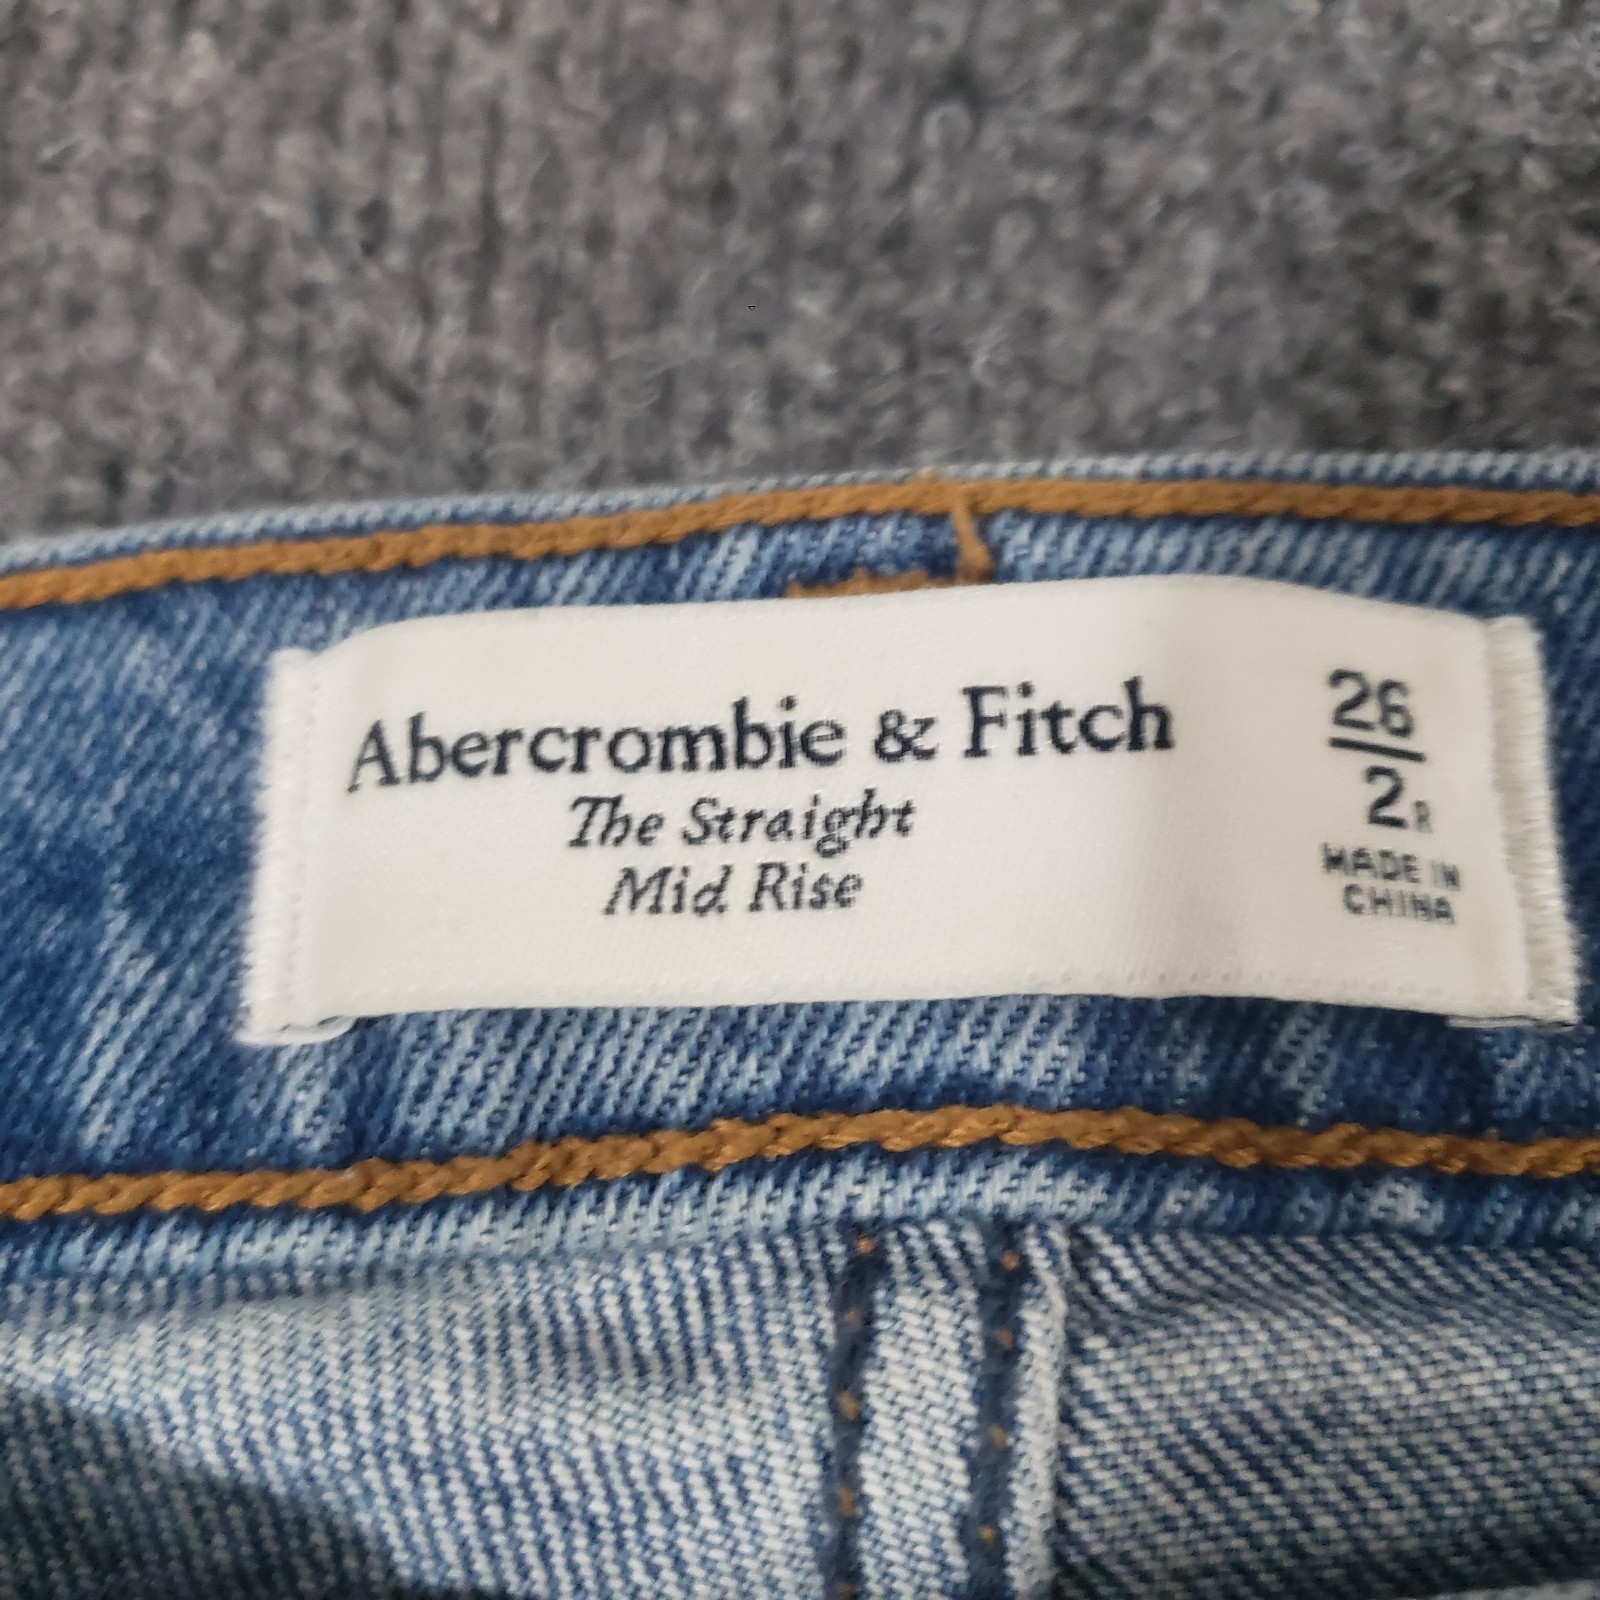 Abercrombie & Fitch
The Straight
Mid Rise
26
2R
MADE IN
CHINA